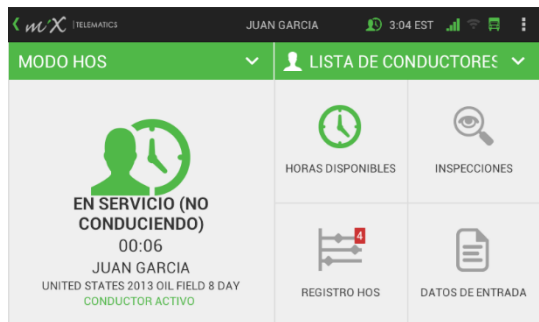 miX TELEMATICS JUAN GARCIA 3:04 EST
MODO HOS
LISTA DE CONDUCTORES
EN SERVICIO (NO
CONDUCIENDO)
00:06
JUAN GARCIA
UNITED STATES 2013 OIL FIELD 8 DAY
CONDUCTOR ACTIVO
HORAS DISPONIBLES
INSPECCIONES
4
REGISTRO HOS
DATOS DE ENTRADA